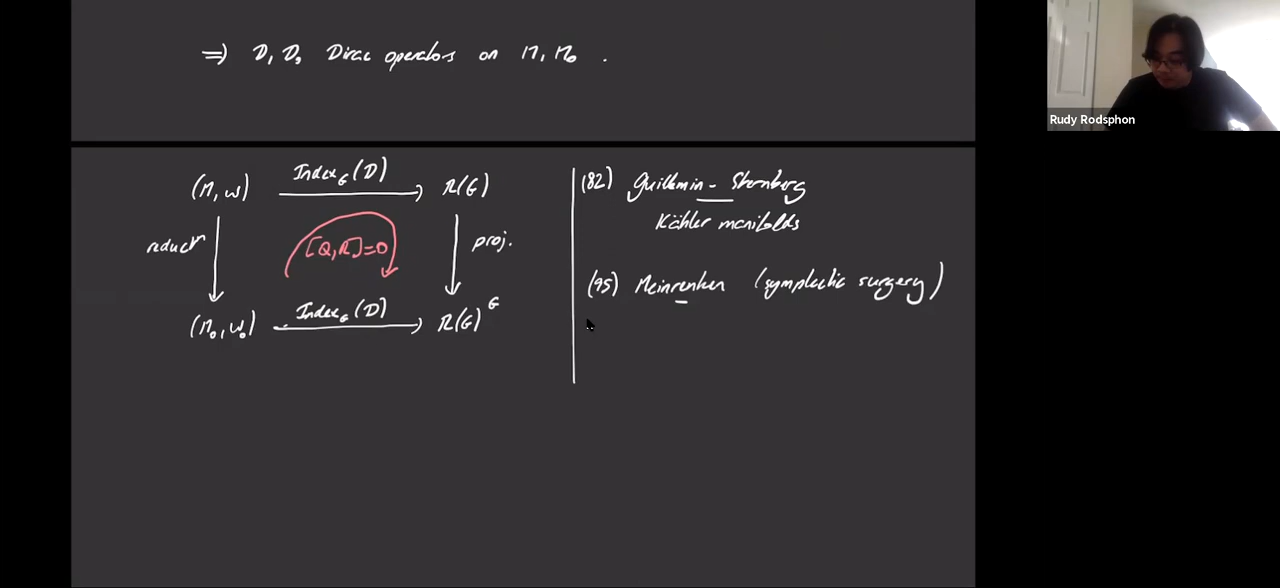 ⇒ D, D₀ Dirac operators on M, M₀ .
(M, ω) Index_G(D) R(G)
reductn [Q,R]=0 proj.
(M₀, ω₀) Index_G(D) R(G)^G
(82) Guillemin - Sternberg
Kähler manifolds
(95) Meinrenken (symplectic surgery)
Rudy Rodsphon